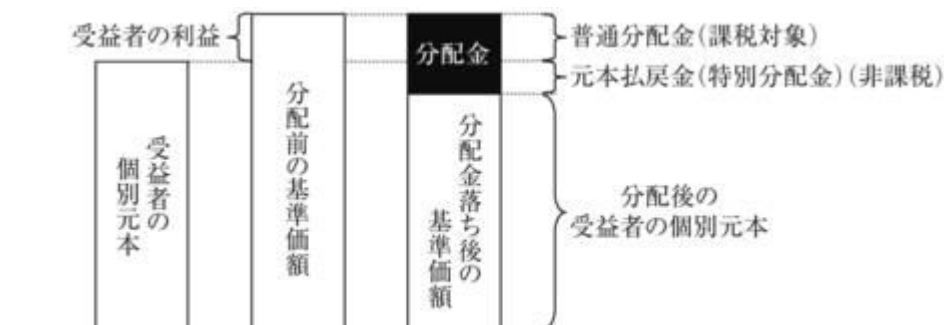 受益者の利益
分配金
普通分配金(課税対象)
元本払戻金(特別分配金)(非課税)
受益者の
個別元本
分配前の基準価額
分配金落ち後の
基準価額
分配後の
受益者の個別元本